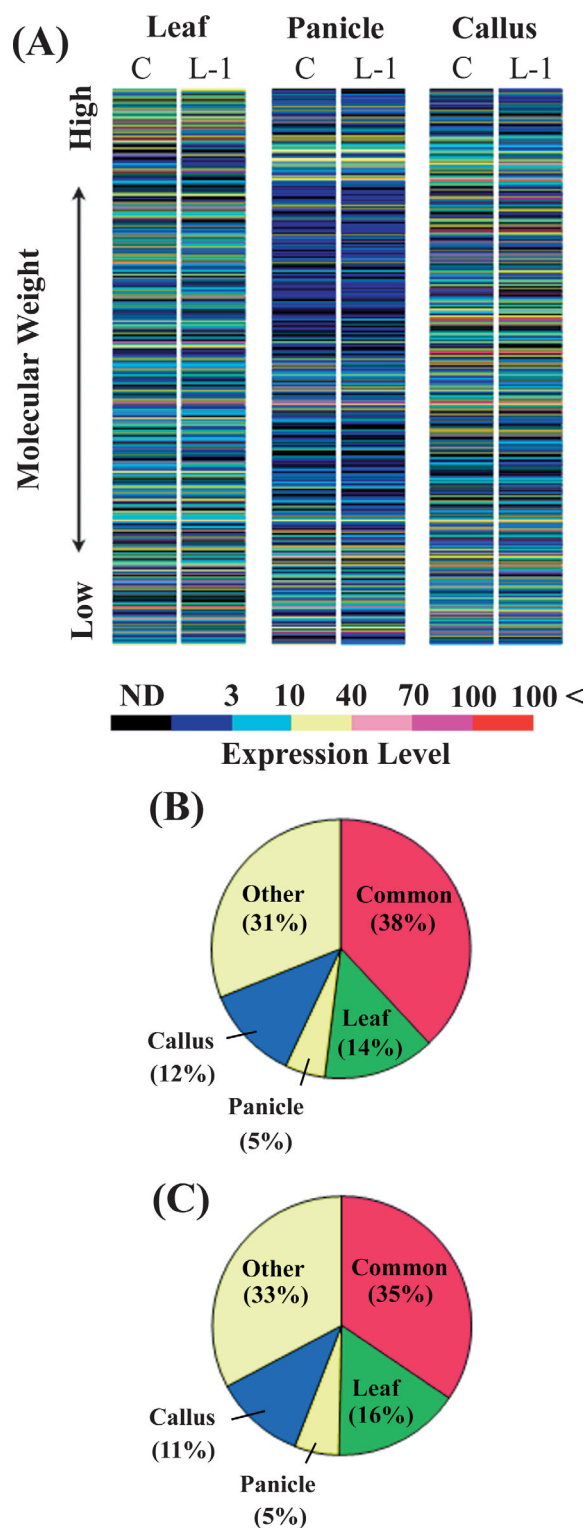 (A)
Leaf Panicle Callus
C L-1 C L-1 C L-1
High
Molecular Weight
Low
ND 3 10 40 70 100 100 <
Expression Level
(B)
Other
(31%)
Common
(38%)
Leaf
(14%)
Callus
(12%)
Panicle
(5%)
(C)
Other
(33%)
Common
(35%)
Leaf
(16%)
Callus
(11%)
Panicle
(5%)